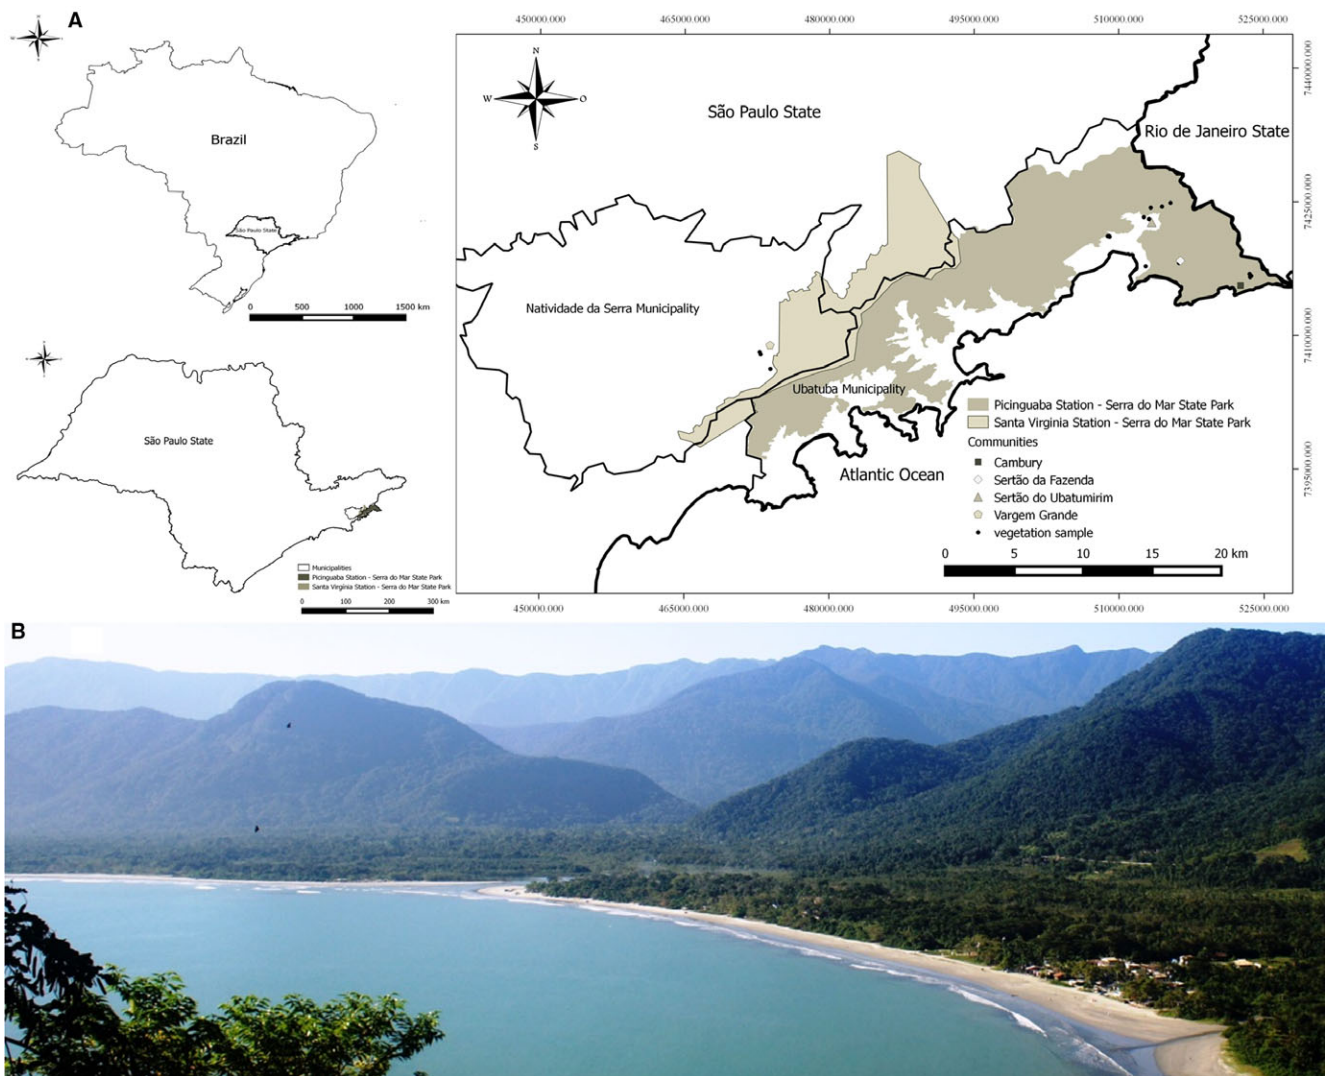 A
Brazil
São Paulo State
0 500 1000 1500 km
São Paulo State
Municipalities
Picinguaba Station - Serra do Mar State Park
Santa Virgínia Station - Serra do Mar State Park
0 100 200 300 km
450000.000 465000.000 480000.000 495000.000 510000.000 525000.000
N
W O
S
São Paulo State
Rio de Janeiro State
Natividade da Serra Municipality
Ubatuba Municipality
Atlantic Ocean
Picinguaba Station - Serra do Mar State Park
Santa Virginia Station - Serra do Mar State Park
Communities
Cambury
Sertão da Fazenda
Sertão do Ubatumirim
Vargem Grande
vegetation sample
0 5 10 15 20 km
7440000.000
7425000.000
7410000.000
7395000.000
450000.000 465000.000 480000.000 495000.000 510000.000 525000.000
B